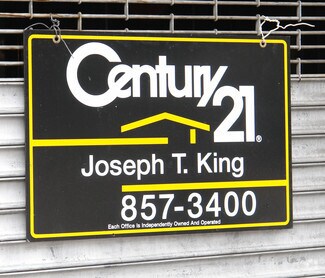 Century 21®
Joseph T. King
857-3400
Each Office is Independently Owned And Operated